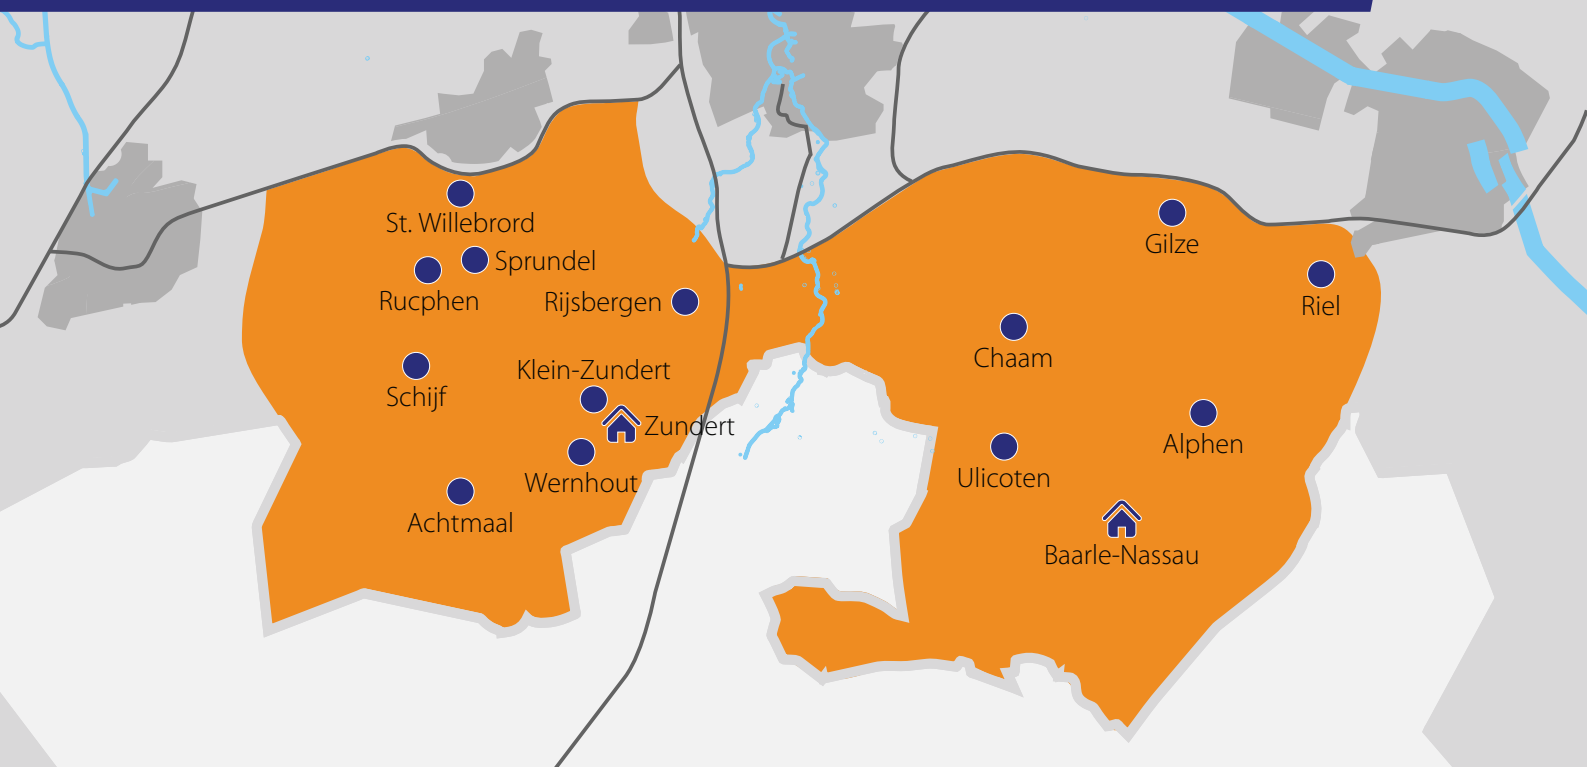 St. Willebrord
Gilze
Sprundel
Rucphen
Rijsbergen
Riel
Chaam
Klein-Zundert
Schijf
Zundert
Alphen
Ulicoten
Wernhout
Achtmaal
Baarle-Nassau